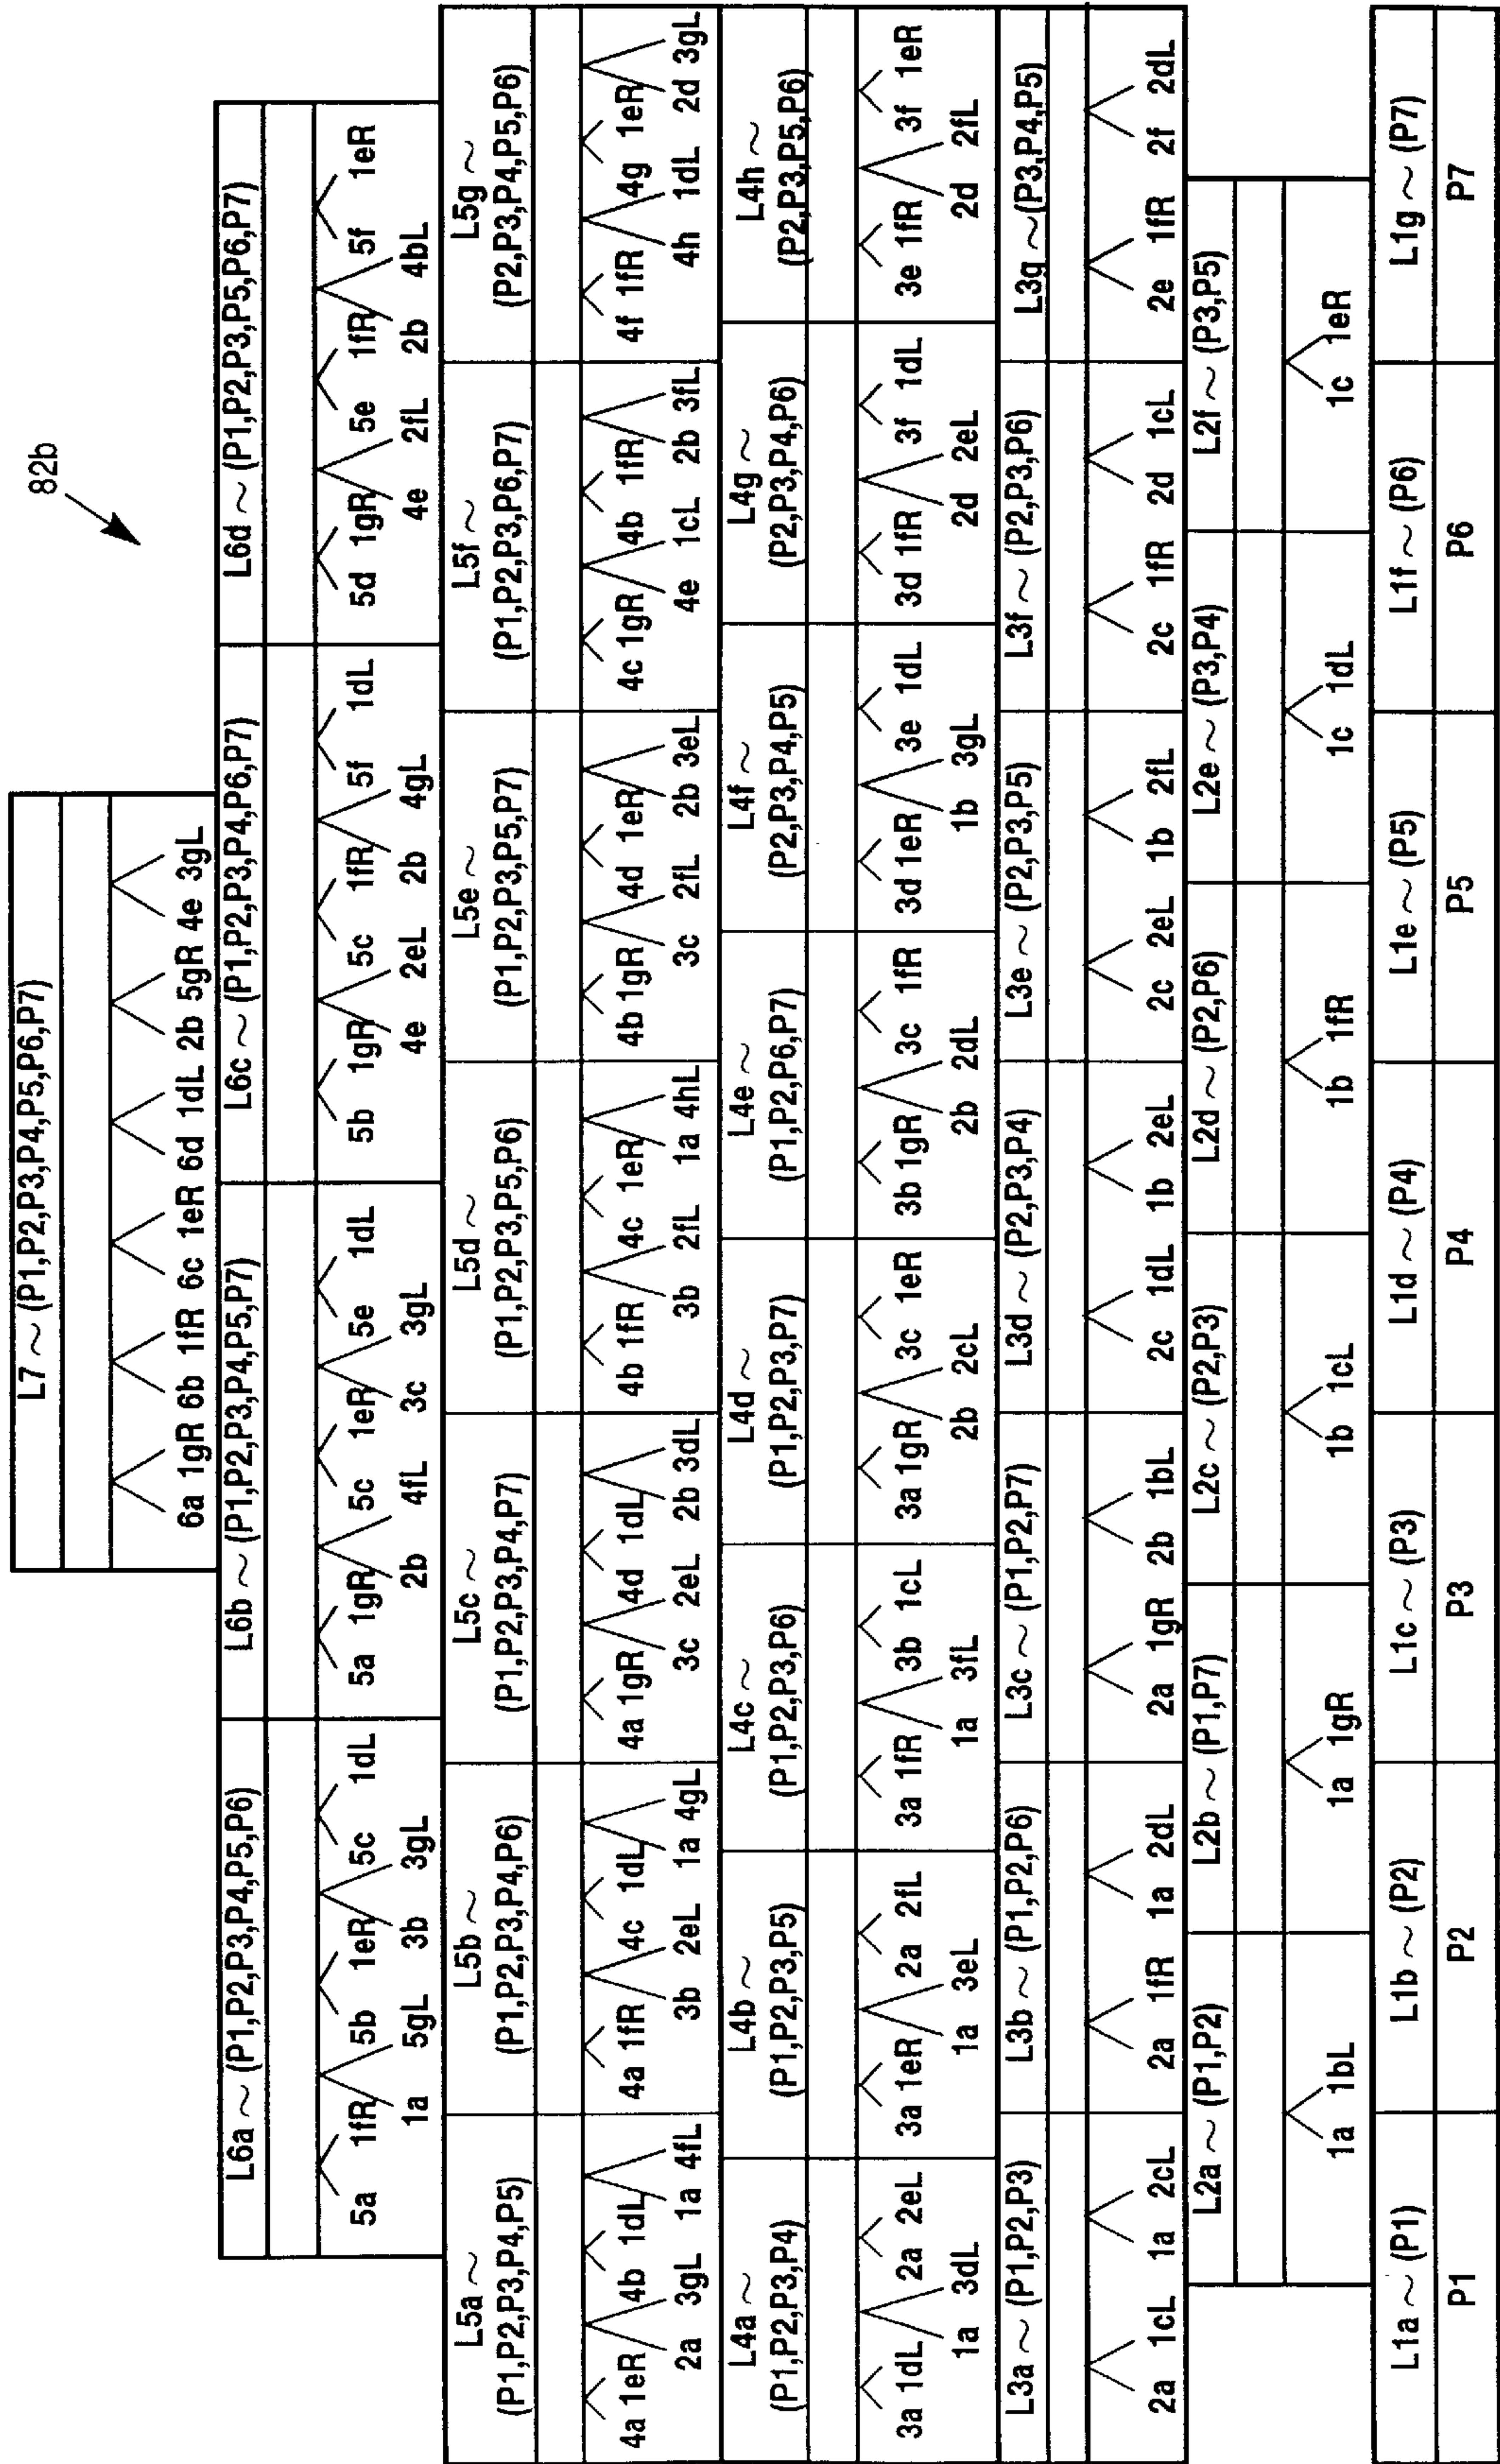 82b
L7 ~ (P1,P2,P3,P4,P5,P6,P7)
6a 1gR 6b 1fR 6c 1eR 6d 1dL 2b 5gR 4e 3gL
L6a ~ (P1,P2,P3,P4,P5,P6)
5a 1fR 5b 1eR 5c 1dL
1a 5gL 3b 3gL
L6b ~ (P1,P2,P3,P4,P5,P7)
5a 1gR 5c 1eR 5e 1dL
2b 4fL 3c 3gL
L6c ~ (P1,P2,P3,P4,P6,P7)
5b 1gR 5c 1fR 5f 1dL
4e 2eL 2b 4gL
L6d ~ (P1,P2,P3,P5,P6,P7)
5d 1gR 5e 1fR 5f 1eR
4e 2fL 2b 4bL
L5a ~
(P1,P2,P3,P4,P5)
4a 1eR 4b 1dL
2a 3gL 1a 4fL
L5b ~
(P1,P2,P3,P4,P6)
4a 1fR 4c 1dL
3b 2eL 1a 4gL
L5c ~
(P1,P2,P3,P4,P7)
4a 1gR 4d 1dL
3c 2eL 2b 3dL
L5d ~
(P1,P2,P3,P5,P6)
4b 1fR 4c 1eR
3b 2fL 1a 4hL
L5e ~
(P1,P2,P3,P5,P7)
4b 1gR 4d 1eR
3c 2fL 2b 3eL
L5f ~
(P1,P2,P3,P6,P7)
4c 1gR 4b 1fR
4e 1cL 2b 3fL
L5g ~
(P2,P3,P4,P5,P6)
4f 1fR 4g 1eR
4h 1dL 2d 3gL
L4a ~
(P1,P2,P3,P4)
3a 1dL 2a 2eL
1a 3dL
L4b ~
(P1,P2,P3,P5)
3a 1eR 2a 2fL
1a 3eL
L4c ~
(P1,P2,P3,P6)
3a 1fR 3b 1cL
1a 3fL
L4d ~
(P1,P2,P3,P7)
3a 1gR 3c 1eR
2b 2cL
L4e ~
(P1,P2,P6,P7)
3b 1gR 3c 1fR
2b 2dL
L4f ~
(P2,P3,P4,P5)
3d 1eR 3e 1dL
1b 3gL
L4g ~
(P2,P3,P4,P6)
3d 1fR 3f 1dL
2d 2eL
L4h ~
(P2,P3,P5,P6)
3e 1fR 3f 1eR
2d 2fL
L3a ~ (P1,P2,P3)
2a 1cL 1a 2cL
L3b ~ (P1,P2,P6)
2a 1fR 1a 2dL
L3c ~ (P1,P2,P7)
2a 1gR 2b 1bL
L3d ~ (P2,P3,P4)
2c 1dL 1b 2eL
L3e ~ (P2,P3,P5)
2c 2eL 1b 2fL
L3f ~ (P2,P3,P6)
2c 1fR 2d 1cL
L3g ~ (P3,P4,P5)
2e 1fR 2f 2dL
L2a ~ (P1,P2)
1a 1bL
L2b ~ (P1,P7)
1a 1gR
L2c ~ (P2,P3)
1b 1cL
L2d ~ (P2,P6)
1b 1fR
L2e ~ (P3,P4)
1c 1dL
L2f ~ (P3,P5)
1c 1eR
L1a ~ (P1)
P1
L1b ~ (P2)
P2
L1c ~ (P3)
P3
L1d ~ (P4)
P4
L1e ~ (P5)
P5
L1f ~ (P6)
P6
L1g ~ (P7)
P7